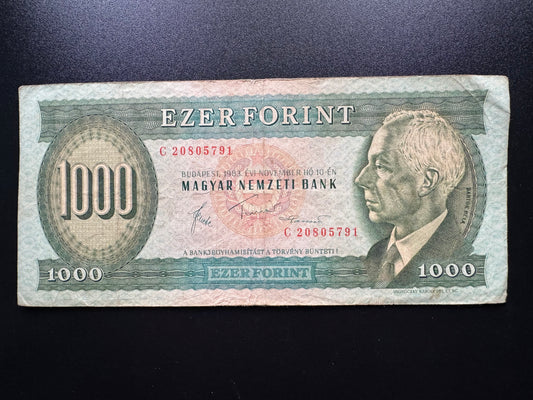 EZER FORINT
C 20805791
BUDAPEST, 1983. ÉVI NOVEMBER HÓ 10-ÉN
MAGYAR NEMZETI BANK
1000
C 20805791
A BANKJEGYHAMISÍTÁST A TÖRVÉNY BÜNTETI!
1000
EZER FORINT
1000